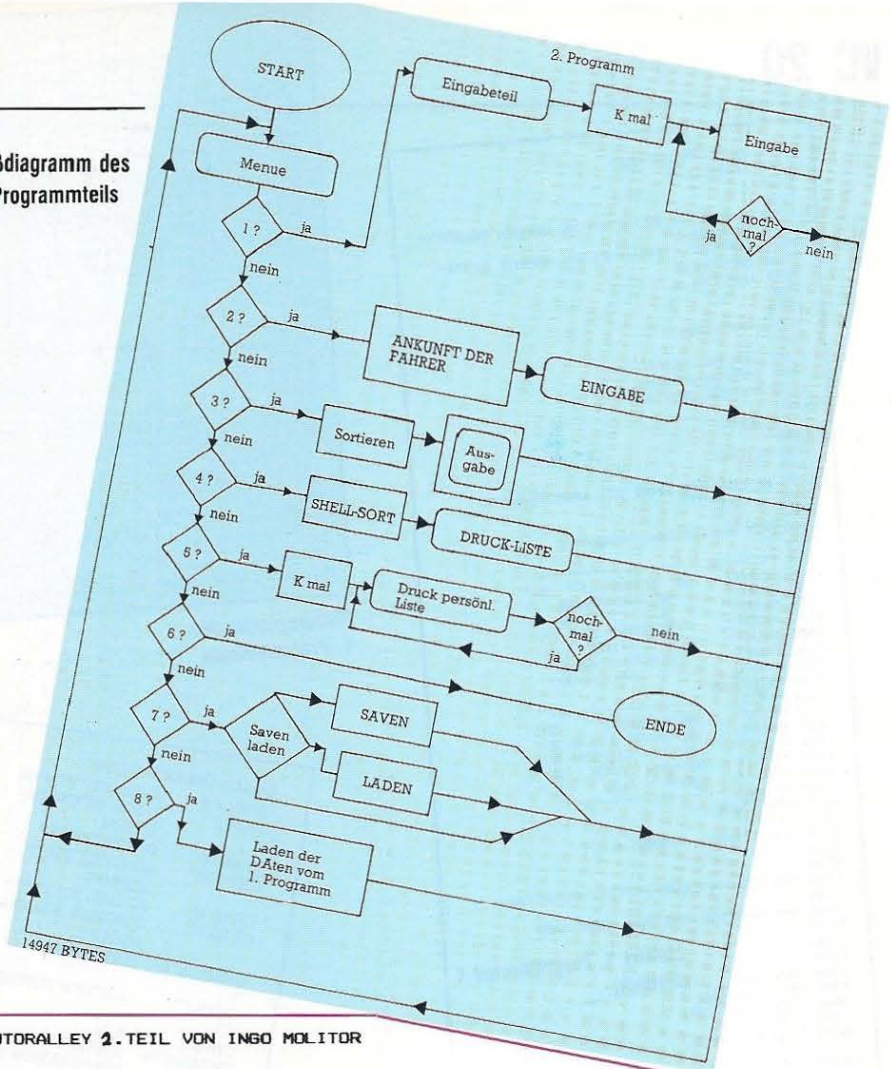 ßdiagramm des
Programmteils
2. Programm
START
Eingabeteil
K mal
Eingabe
Menue
noch-
mal
?
ja
nein
1 ?
ja
nein
2 ?
ja
ANKUNFT DER
FAHRER
EINGABE
nein
3 ?
ja
Sortieren
Aus-
gabe
nein
4 ?
ja
SHELL-SORT
DRUCK-LISTE
nein
5 ?
ja
K mal
Druck persönl.
Liste
noch-
mal
?
ja
nein
nein
6 ?
ja
ENDE
nein
7 ?
ja
Saven
laden
SAVEN
LADEN
nein
8 ?
ja
Laden der
DAten vom
1. Programm
14947 BYTES
UTORALLEY 2.TEIL VON INGO MOLITOR